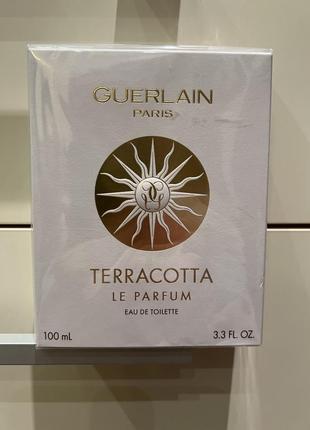 GUERLAIN
PARIS
TERRACOTTA
LE PARFUM
EAU DE TOILETTE
100 mL 3.3 FL. OZ.